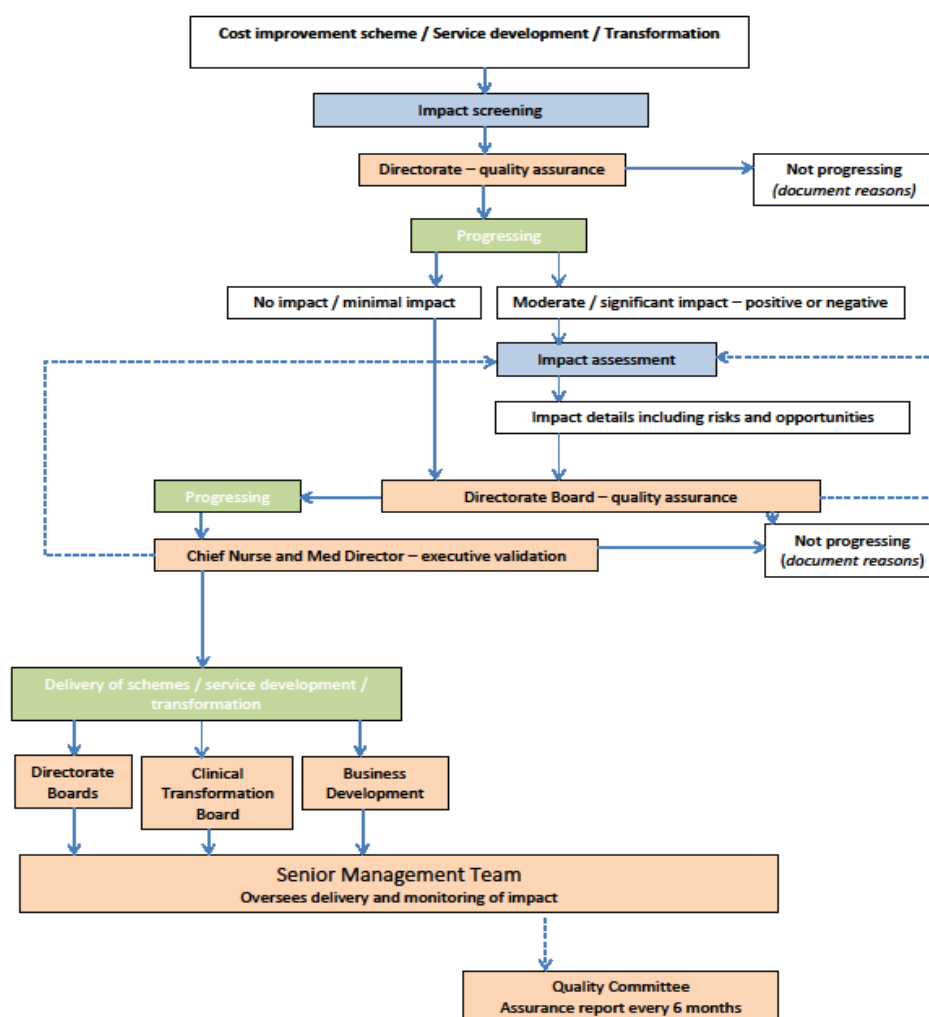 Cost improvement scheme / Service development / Transformation
Impact screening
Directorate – quality assurance
Not progressing
(document reasons)
Progressing
No impact / minimal impact
Moderate / significant impact – positive or negative
Impact assessment
Impact details including risks and opportunities
Progressing
Directorate Board – quality assurance
Chief Nurse and Med Director – executive validation
Not progressing
(document reasons)
Delivery of schemes / service development /
transformation
Directorate
Boards
Clinical
Transformation
Board
Business
Development
Senior Management Team
Oversees delivery and monitoring of impact
Quality Committee
Assurance report every 6 months